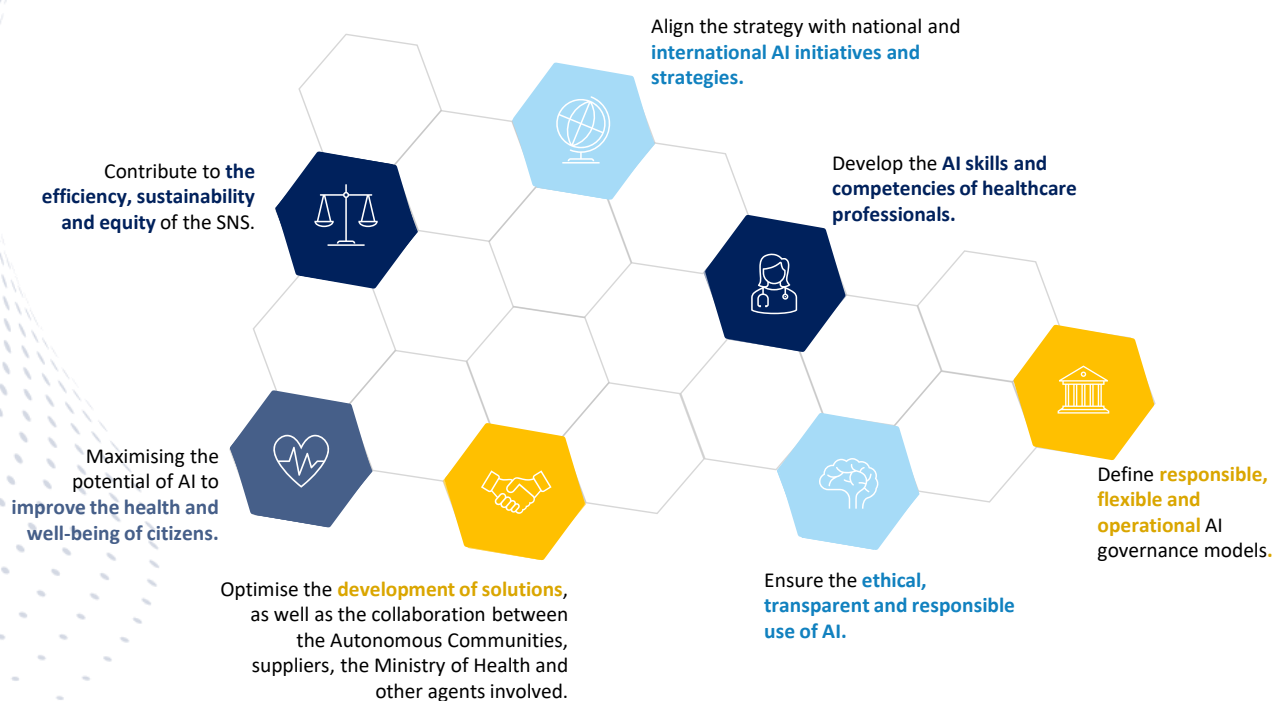 Align the strategy with national and
international AI initiatives and
strategies.
Contribute to the
efficiency, sustainability
and equity of the SNS.
Develop the AI skills and
competencies of healthcare
professionals.
Maximising the
potential of AI to
improve the health and
well-being of citizens.
Define responsible,
flexible and
operational AI
governance models.
Optimise the development of solutions,
as well as the collaboration between
the Autonomous Communities,
suppliers, the Ministry of Health and
other agents involved.
Ensure the ethical,
transparent and responsible
use of AI.